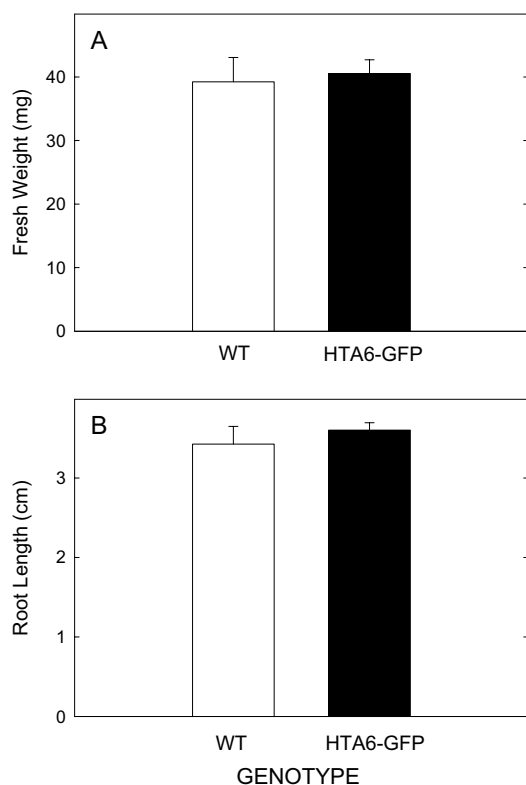 A
Fresh Weight (mg)
40
30
20
10
0
WT HTA6-GFP
B
Root Length (cm)
3
2
1
0
WT HTA6-GFP
GENOTYPE